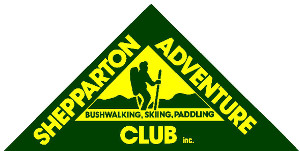 SHEPPARTON
ADVENTURE
BUSHWALKING, SKIING, PADDLING
CLUB inc.